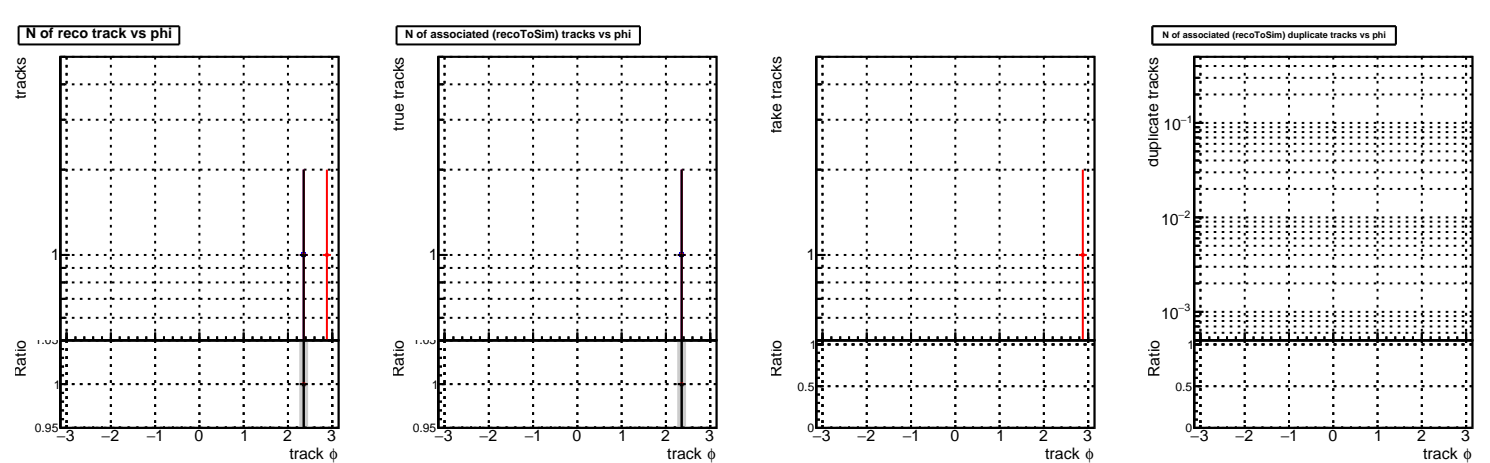 N of reco track vs phi
tracks
1
1.05
Ratio
1
0.95
−3 −2 −1 0 1 2 3
track ϕ
N of associated (recoToSim) tracks vs phi
true tracks
1
1.05
Ratio
1
0.95
−3 −2 −1 0 1 2 3
track ϕ
fake tracks
1
Ratio
1
0.5
0
−3 −2 −1 0 1 2 3
track ϕ
N of associated (recoToSim) duplicate tracks vs phi
duplicate tracks
10⁻¹
10⁻²
10⁻³
Ratio
1
0.5
0
−3 −2 −1 0 1 2 3
track ϕ